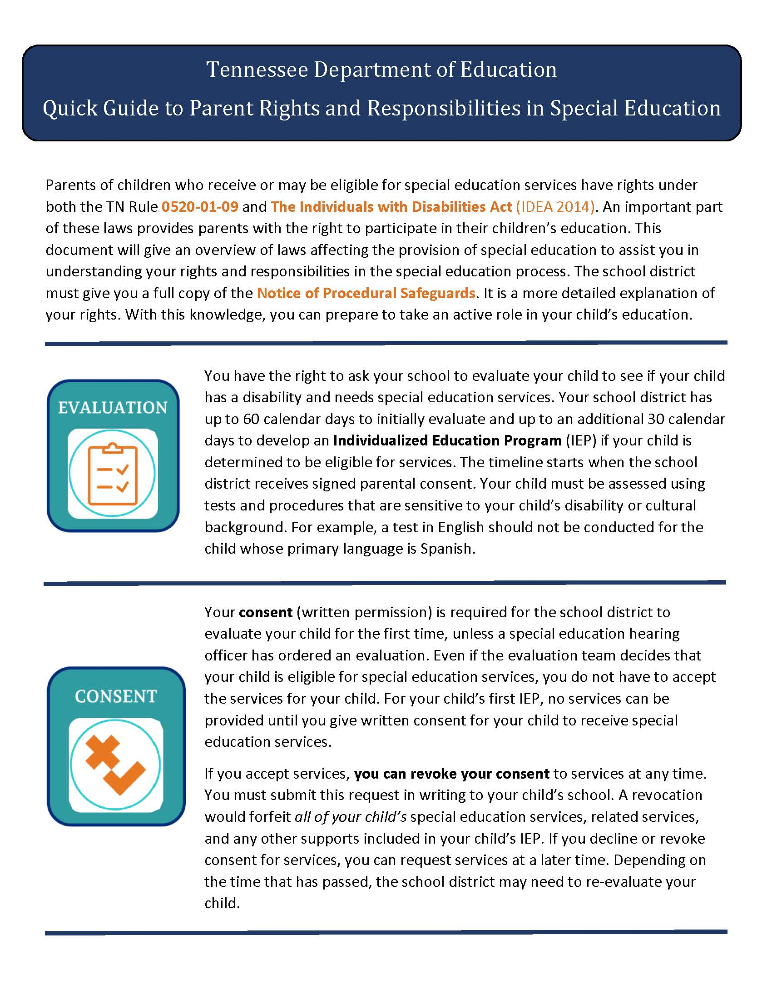 Tennessee Department of Education
Quick Guide to Parent Rights and Responsibilities in Special Education
Parents of children who receive or may be eligible for special education services have rights under
both the TN Rule 0520-01-09 and The Individuals with Disabilities Act (IDEA 2014). An important part
of these laws provides parents with the right to participate in their children’s education. This
document will give an overview of laws affecting the provision of special education to assist you in
understanding your rights and responsibilities in the special education process. The school district
must give you a full copy of the Notice of Procedural Safeguards. It is a more detailed explanation of
your rights. With this knowledge, you can prepare to take an active role in your child’s education.
EVALUATION
You have the right to ask your school to evaluate your child to see if your child
has a disability and needs special education services. Your school district has
up to 60 calendar days to initially evaluate and up to an additional 30 calendar
days to develop an Individualized Education Program (IEP) if your child is
determined to be eligible for services. The timeline starts when the school
district receives signed parental consent. Your child must be assessed using
tests and procedures that are sensitive to your child’s disability or cultural
background. For example, a test in English should not be conducted for the
child whose primary language is Spanish.
CONSENT
Your consent (written permission) is required for the school district to
evaluate your child for the first time, unless a special education hearing
officer has ordered an evaluation. Even if the evaluation team decides that
your child is eligible for special education services, you do not have to accept
the services for your child. For your child’s first IEP, no services can be
provided until you give written consent for your child to receive special
education services.
If you accept services, you can revoke your consent to services at any time.
You must submit this request in writing to your child’s school. A revocation
would forfeit all of your child’s special education services, related services,
and any other supports included in your child’s IEP. If you decline or revoke
consent for services, you can request services at a later time. Depending on
the time that has passed, the school district may need to re-evaluate your
child.